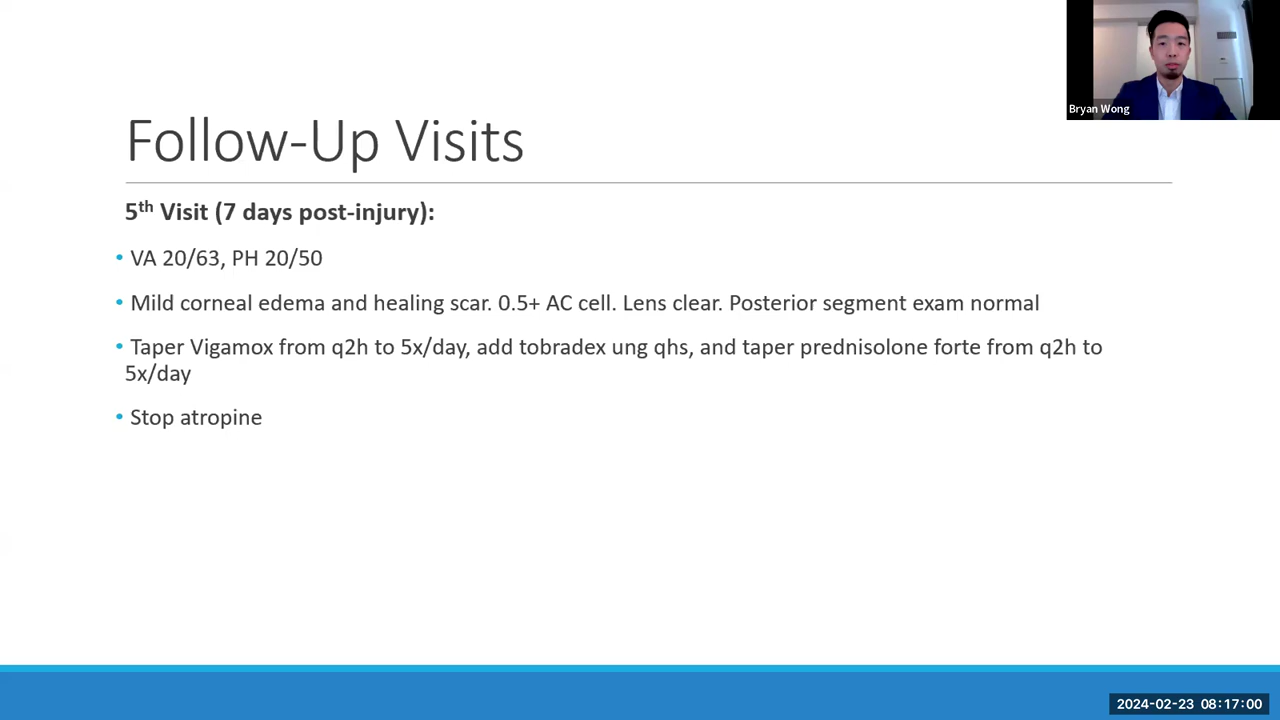 Bryan Wong
Follow-Up Visits
5th Visit (7 days post-injury):
• VA 20/63, PH 20/50
• Mild corneal edema and healing scar. 0.5+ AC cell. Lens clear. Posterior segment exam normal
• Taper Vigamox from q2h to 5x/day, add tobradex ung qhs, and taper prednisolone forte from q2h to
5x/day
• Stop atropine
2024-02-23 08:17:00